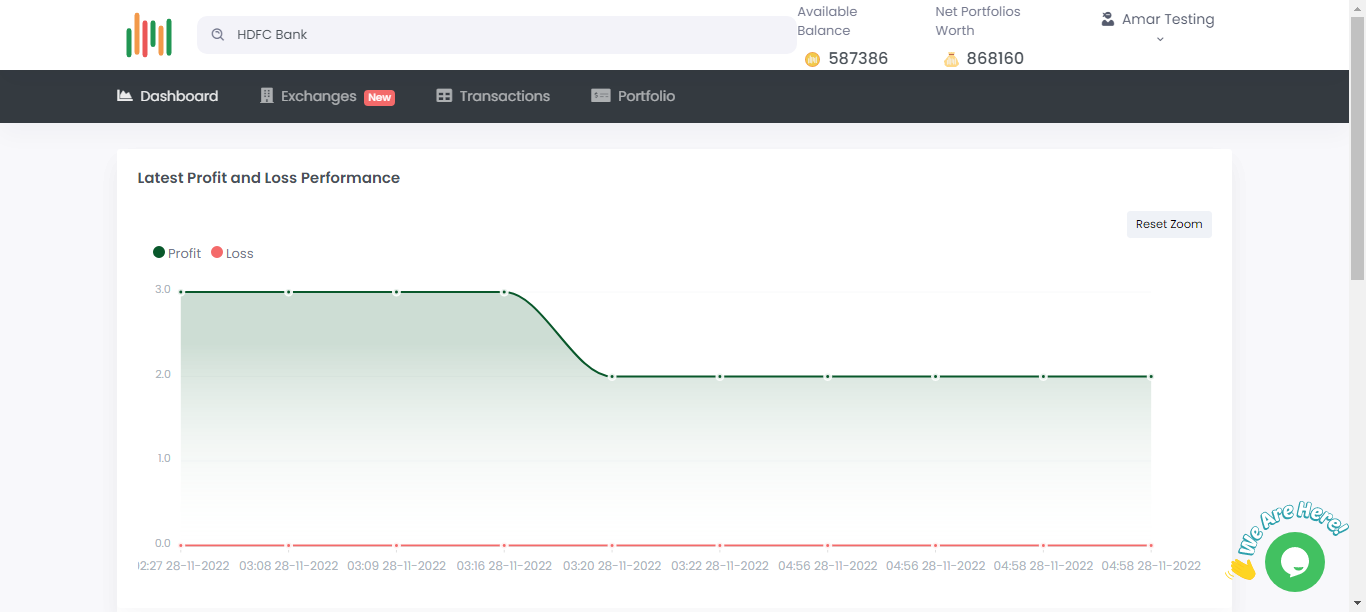 HDFC Bank
Available
Balance
587386
Net Portfolios
Worth
868160
Amar Testing
Dashboard
Exchanges New
Transactions
Portfolio
Latest Profit and Loss Performance
Reset Zoom
Profit Loss
3.0
2.0
1.0
0.0
02:27 28-11-2022 03:08 28-11-2022 03:09 28-11-2022 03:16 28-11-2022 03:20 28-11-2022 03:22 28-11-2022 04:56 28-11-2022 04:56 28-11-2022 04:58 28-11-2022 04:58 28-11-2022
We Are Here!